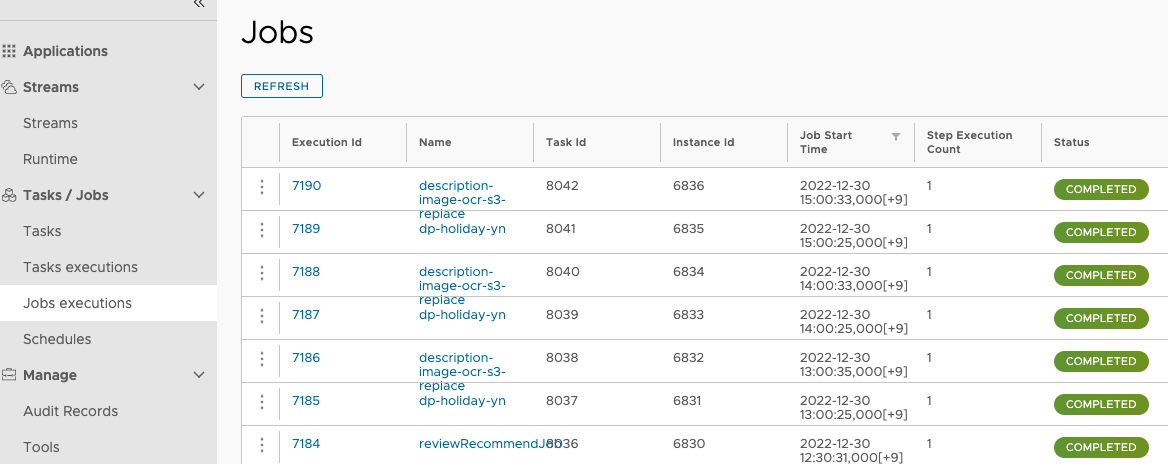 Applications
Streams
Streams
Runtime
Tasks / Jobs
Tasks
Tasks executions
Jobs executions
Schedules
Manage
Audit Records
Tools
Jobs
REFRESH
Execution Id Name Task Id Instance Id Job Start Time Step Execution Count Status
7190 description-image-ocr-s3-replace 8042 6836 2022-12-30 15:00:33,000[+9] 1 COMPLETED
7189 dp-holiday-yn 8041 6835 2022-12-30 15:00:25,000[+9] 1 COMPLETED
7188 description-image-ocr-s3-replace 8040 6834 2022-12-30 14:00:33,000[+9] 1 COMPLETED
7187 dp-holiday-yn 8039 6833 2022-12-30 14:00:25,000[+9] 1 COMPLETED
7186 description-image-ocr-s3-replace 8038 6832 2022-12-30 13:00:35,000[+9] 1 COMPLETED
7185 dp-holiday-yn 8037 6831 2022-12-30 13:00:25,000[+9] 1 COMPLETED
7184 reviewRecommendJob 8036 6830 2022-12-30 12:30:31,000[+9] 1 COMPLETED